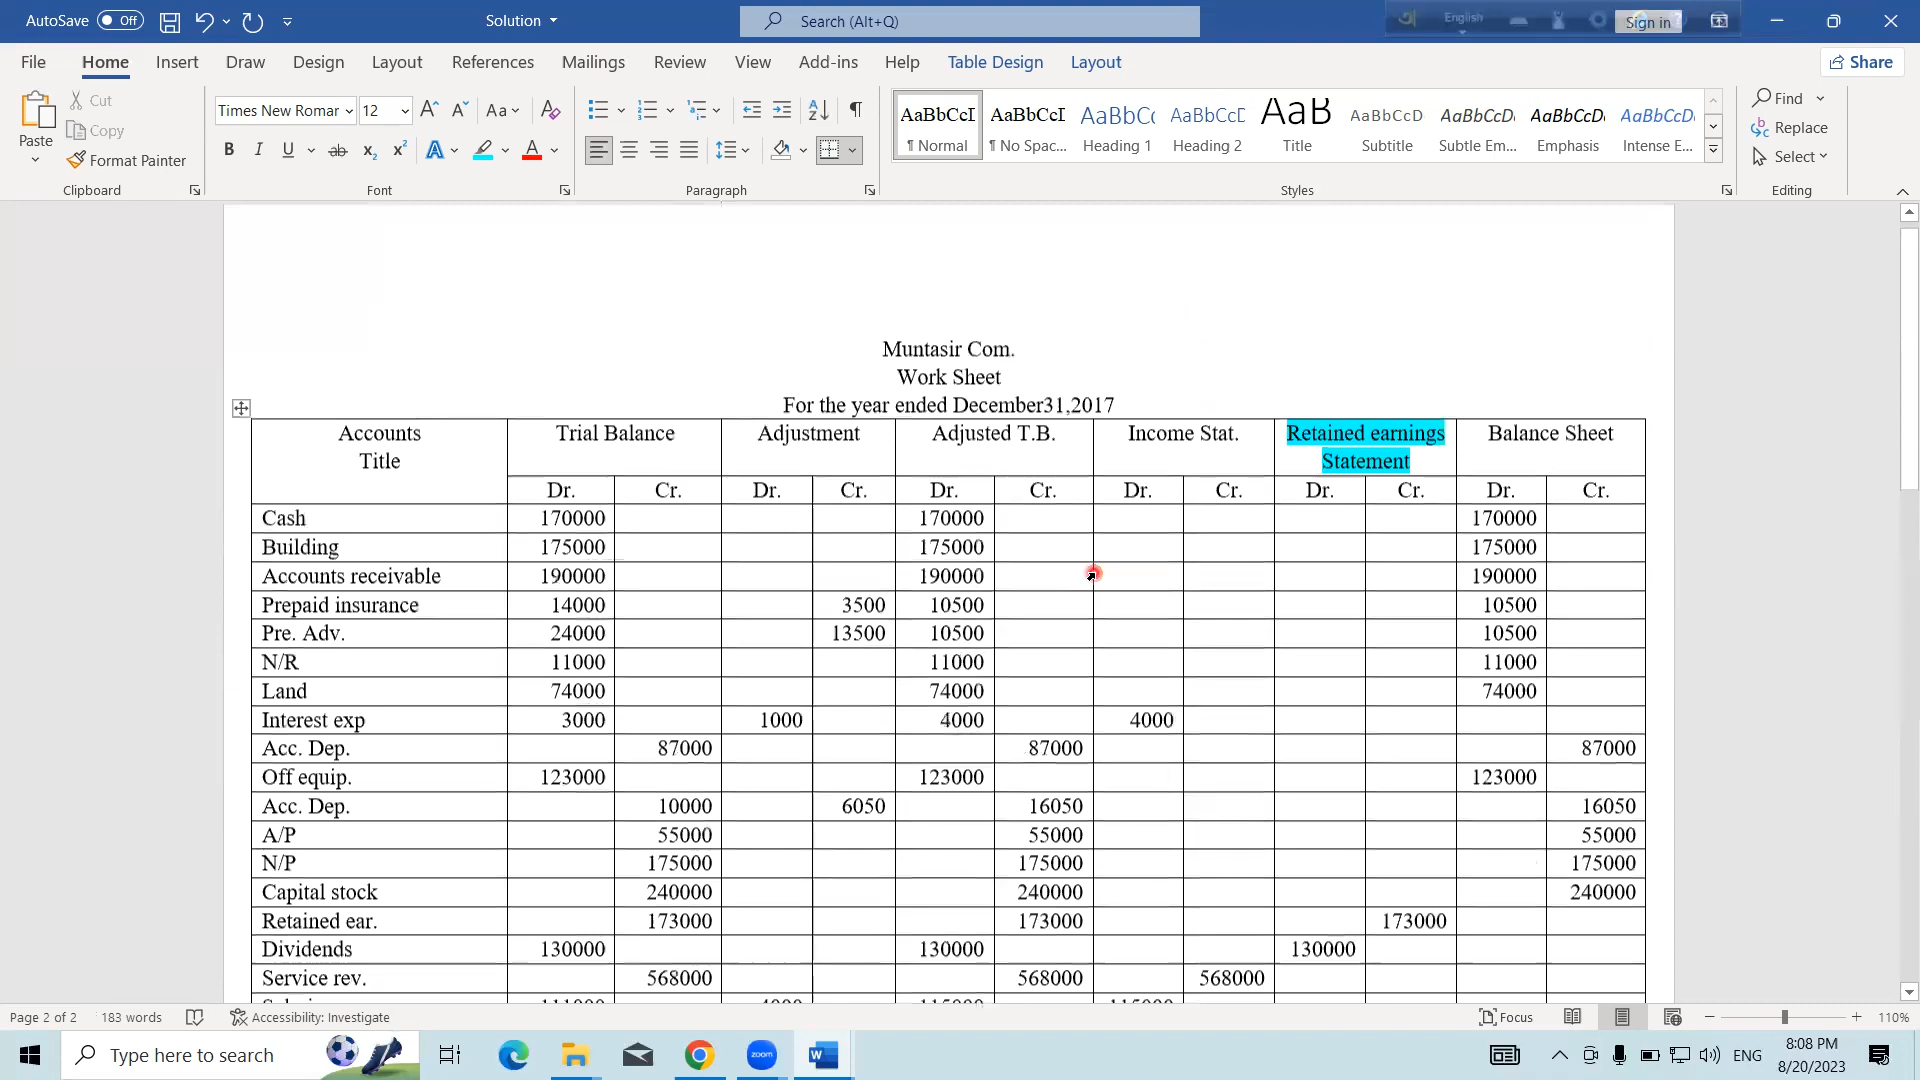 AutoSave Off Solution Search (Alt+Q) English Sign in
File Home Insert Draw Design Layout References Mailings Review View Add-ins Help Table Design Layout Share
Paste Cut Copy Format Painter Clipboard
Times New Romar 12 Aa
B I U ab x₂ x² A A Font
Paragraph
AaBbCcI AaBbCcI AaBbC AaBbCcD AaB AaBbCcD AaBbCcD AaBbCcD AaBbCcD
¶ Normal ¶ No Spac... Heading 1 Heading 2 Title Subtitle Subtle Em... Emphasis Intense E...
Styles
Find
Replace
Select
Editing
Muntasir Com.
Work Sheet
For the year ended December31,2017
Accounts Title Trial Balance Adjustment Adjusted T.B. Income Stat. Retained earnings Statement Balance Sheet
Dr. Cr. Dr. Cr. Dr. Cr. Dr. Cr. Dr. Cr. Dr. Cr.
Cash 170000 170000 170000
Building 175000 175000 175000
Accounts receivable 190000 190000 190000
Prepaid insurance 14000 3500 10500 10500
Pre. Adv. 24000 13500 10500 10500
N/R 11000 11000 11000
Land 74000 74000 74000
Interest exp 3000 1000 4000 4000
Acc. Dep. 87000 87000 87000
Off equip. 123000 123000 123000
Acc. Dep. 10000 6050 16050 16050
A/P 55000 55000 55000
N/P 175000 175000 175000
Capital stock 240000 240000 240000
Retained ear. 173000 173000 173000
Dividends 130000 130000 130000
Service rev. 568000 568000 568000
Page 2 of 2 183 words Accessibility: Investigate Focus 110%
Type here to search zoom ENG 8:08 PM
8/20/2023